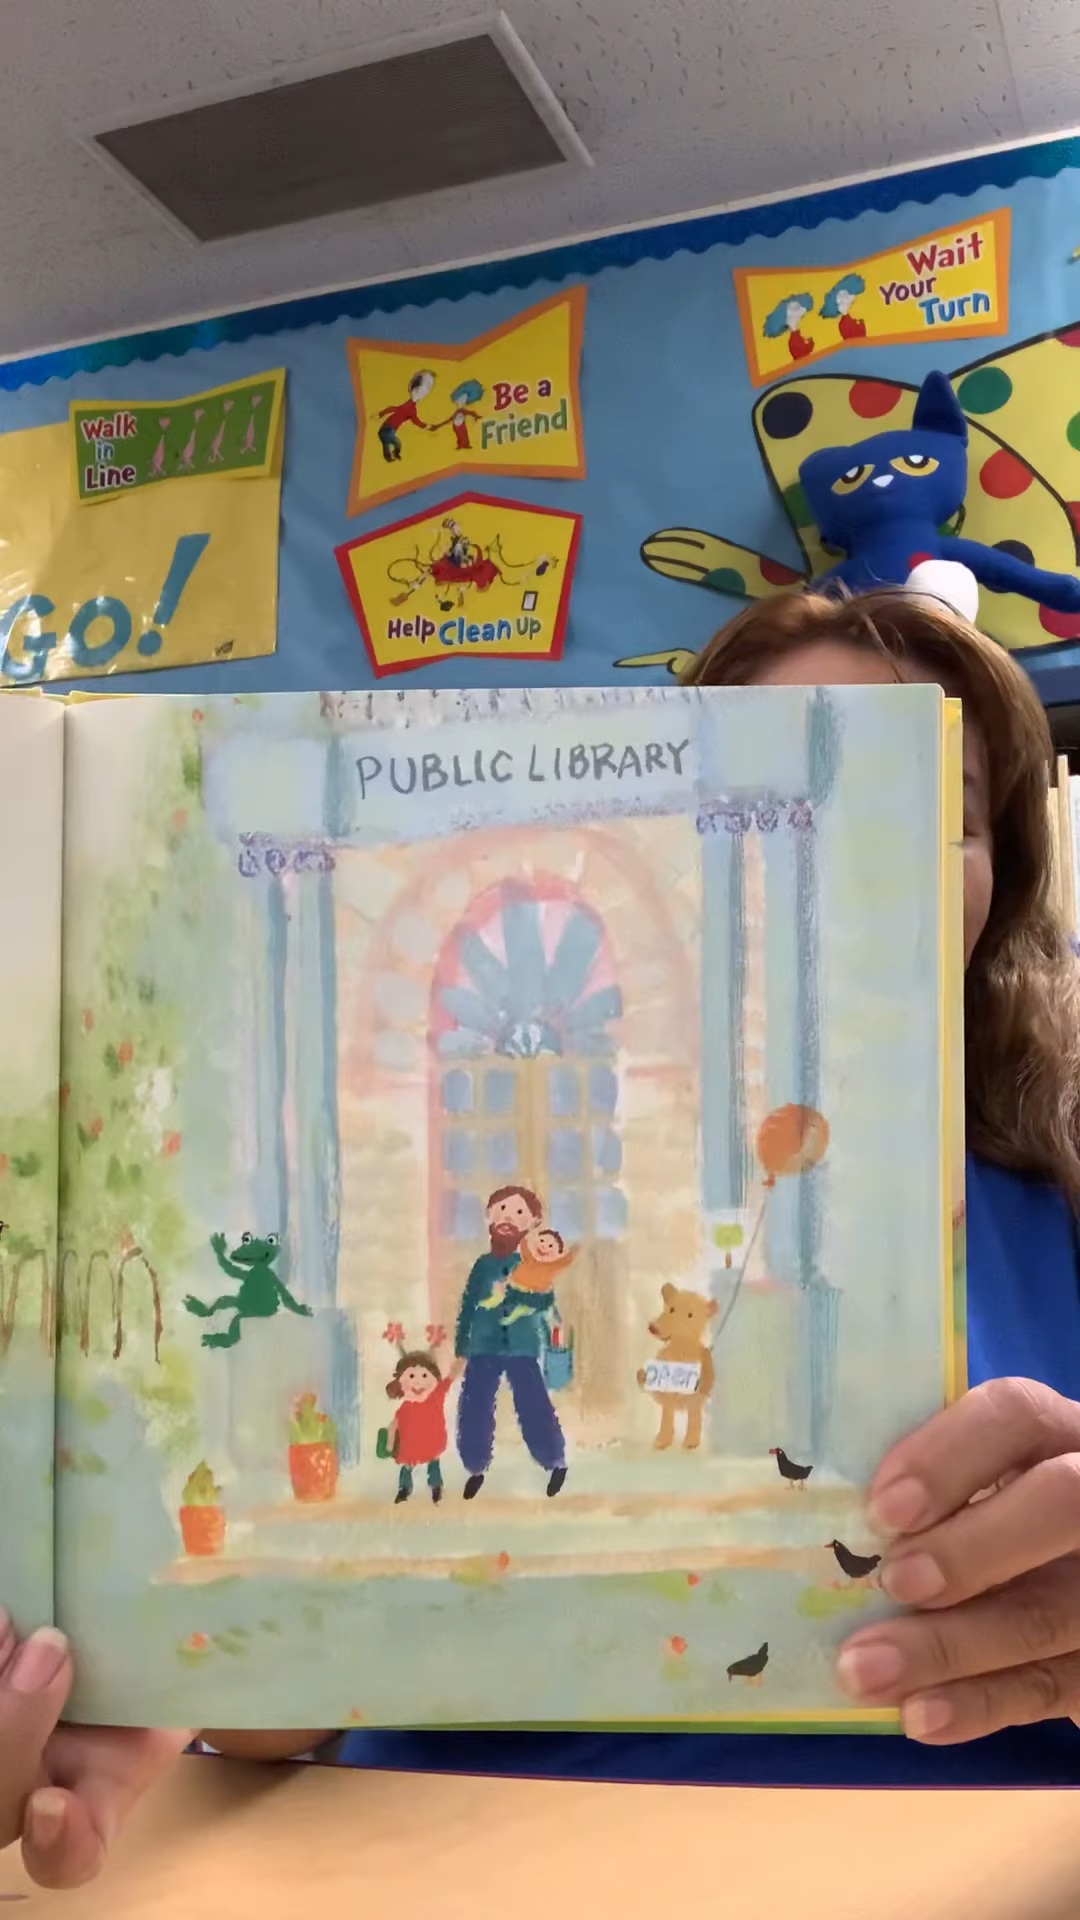 Wait
Your
Turn
Be a
Friend
Walk
in
Line
GO!
Help Clean Up
PUBLIC LIBRARY
OPEN